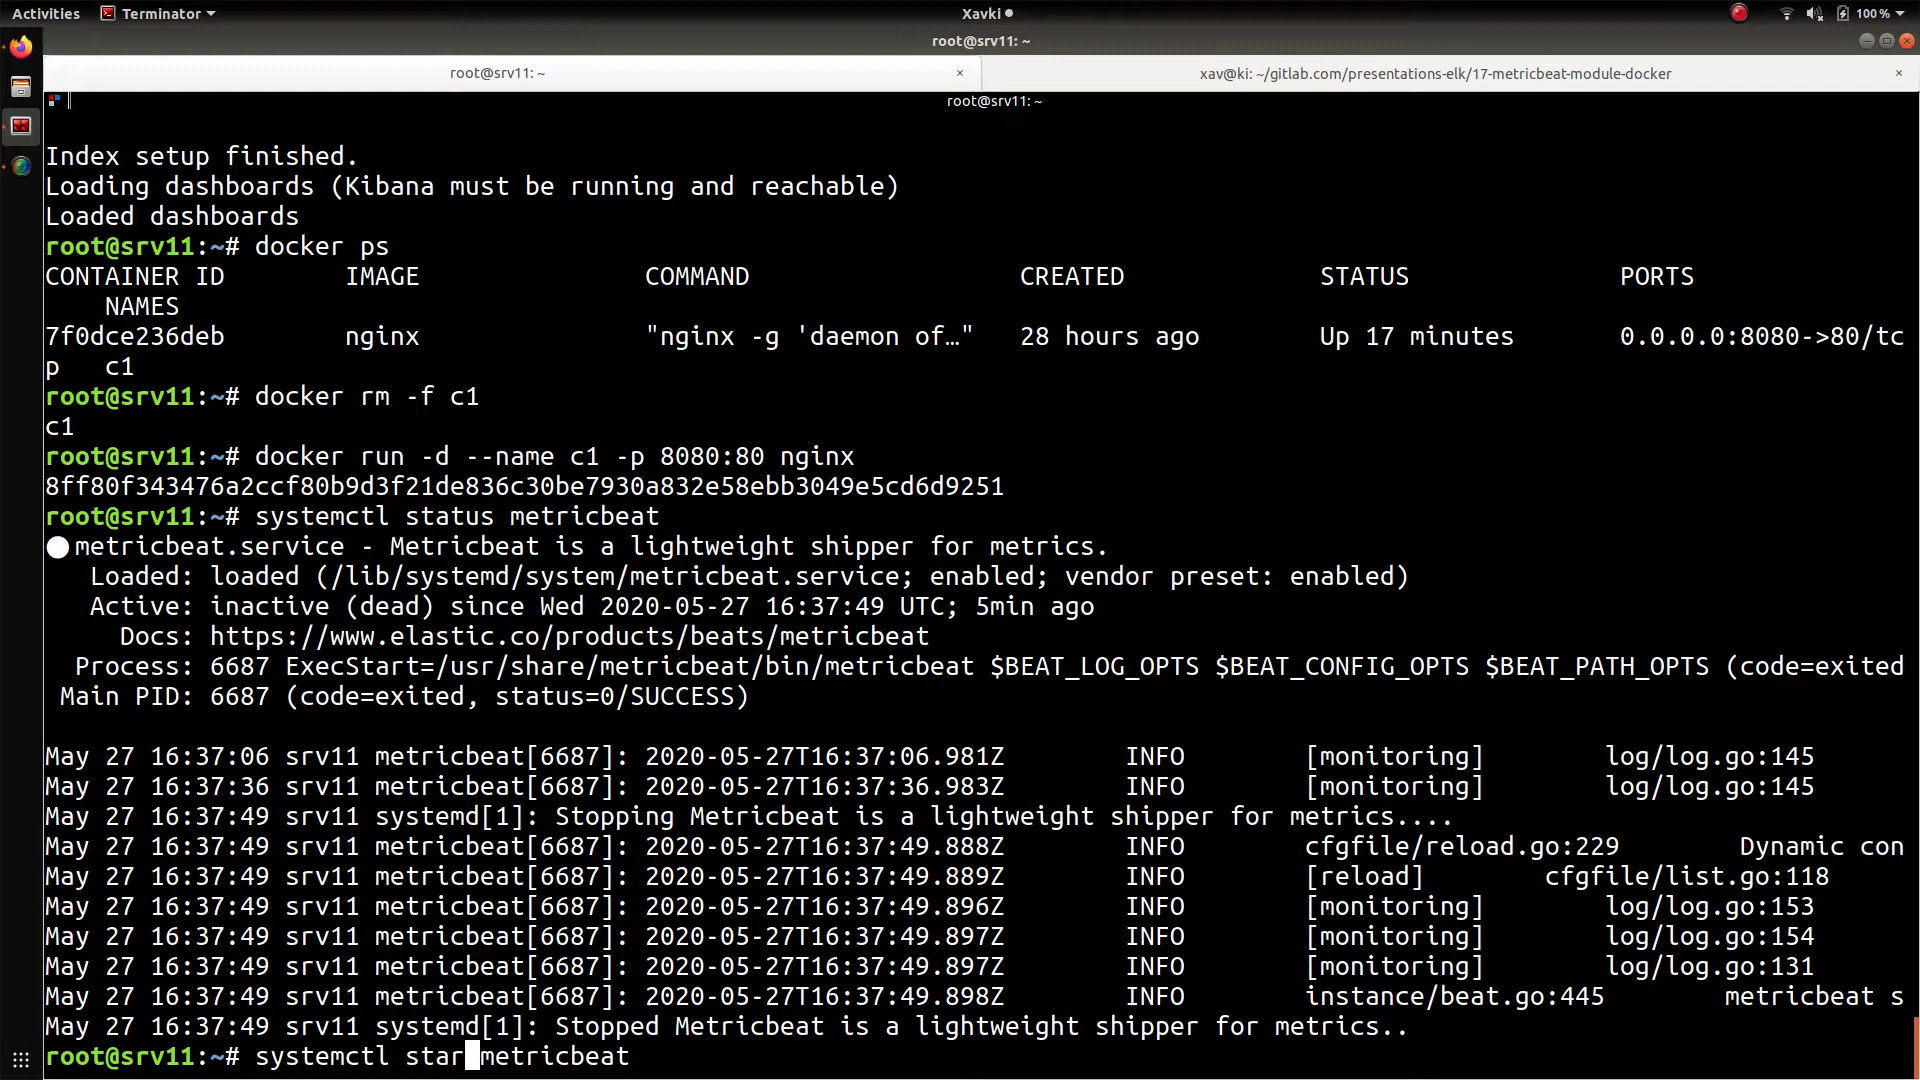 Activities
Terminator
Xavki
100 %
root@srv11: ~
root@srv11: ~ ×
xav@ki: ~/gitlab.com/presentations-elk/17-metricbeat-module-docker ×
root@srv11: ~
Index setup finished.
Loading dashboards (Kibana must be running and reachable)
Loaded dashboards
root@srv11:~# docker ps
CONTAINER ID        IMAGE               COMMAND                  CREATED             STATUS              PORTS
    NAMES
7f0dce236deb        nginx               "nginx -g 'daemon of…"   28 hours ago        Up 17 minutes       0.0.0.0:8080->80/tc
p   c1
root@srv11:~# docker rm -f c1
c1
root@srv11:~# docker run -d --name c1 -p 8080:80 nginx
8ff80f343476a2ccf80b9d3f21de836c30be7930a832e58ebb3049e5cd6d9251
root@srv11:~# systemctl status metricbeat
● metricbeat.service - Metricbeat is a lightweight shipper for metrics.
   Loaded: loaded (/lib/systemd/system/metricbeat.service; enabled; vendor preset: enabled)
   Active: inactive (dead) since Wed 2020-05-27 16:37:49 UTC; 5min ago
     Docs: https://www.elastic.co/products/beats/metricbeat
  Process: 6687 ExecStart=/usr/share/metricbeat/bin/metricbeat $BEAT_LOG_OPTS $BEAT_CONFIG_OPTS $BEAT_PATH_OPTS (code=exited
 Main PID: 6687 (code=exited, status=0/SUCCESS)
May 27 16:37:06 srv11 metricbeat[6687]: 2020-05-27T16:37:06.981Z        INFO        [monitoring]        log/log.go:145
May 27 16:37:36 srv11 metricbeat[6687]: 2020-05-27T16:37:36.983Z        INFO        [monitoring]        log/log.go:145
May 27 16:37:49 srv11 systemd[1]: Stopping Metricbeat is a lightweight shipper for metrics....
May 27 16:37:49 srv11 metricbeat[6687]: 2020-05-27T16:37:49.888Z        INFO        cfgfile/reload.go:229        Dynamic con
May 27 16:37:49 srv11 metricbeat[6687]: 2020-05-27T16:37:49.889Z        INFO        [reload]        cfgfile/list.go:118
May 27 16:37:49 srv11 metricbeat[6687]: 2020-05-27T16:37:49.896Z        INFO        [monitoring]        log/log.go:153
May 27 16:37:49 srv11 metricbeat[6687]: 2020-05-27T16:37:49.897Z        INFO        [monitoring]        log/log.go:154
May 27 16:37:49 srv11 metricbeat[6687]: 2020-05-27T16:37:49.897Z        INFO        [monitoring]        log/log.go:131
May 27 16:37:49 srv11 metricbeat[6687]: 2020-05-27T16:37:49.898Z        INFO        instance/beat.go:445        metricbeat s
May 27 16:37:49 srv11 systemd[1]: Stopped Metricbeat is a lightweight shipper for metrics..
root@srv11:~# systemctl star metricbeat